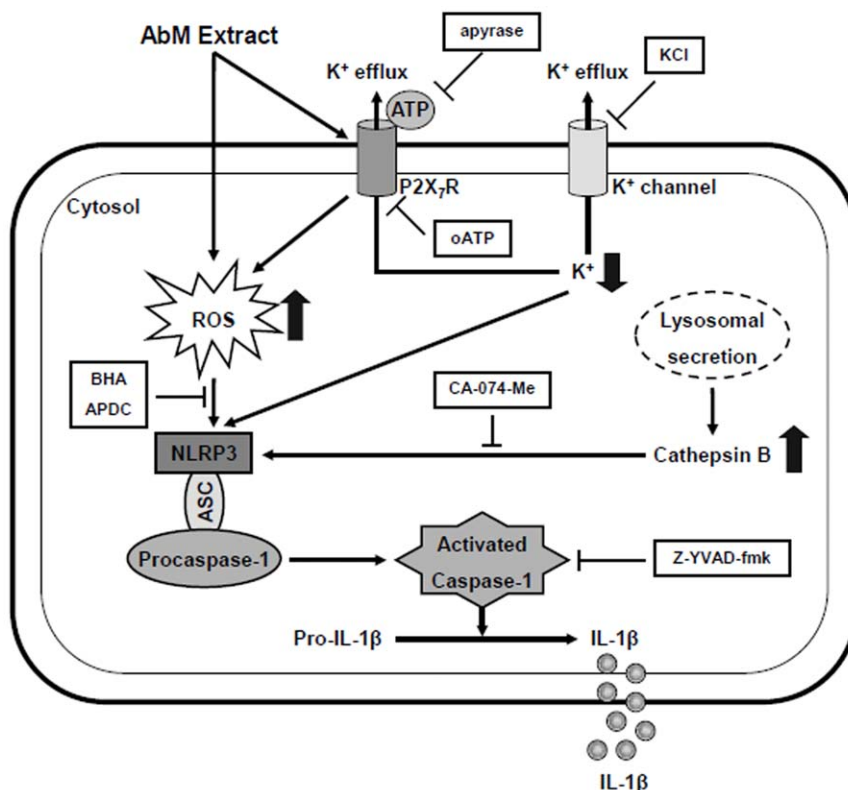 AbM Extract
apyrase
K⁺ efflux
K⁺ efflux
KCl
ATP
P2X₇R
K⁺ channel
Cytosol
oATP
K⁺
ROS
Lysosomal
secretion
BHA
APDC
CA-074-Me
NLRP3
Cathepsin B
ASC
Procaspase-1
Activated
Caspase-1
Z-YVAD-fmk
Pro-IL-1β
IL-1β
IL-1β